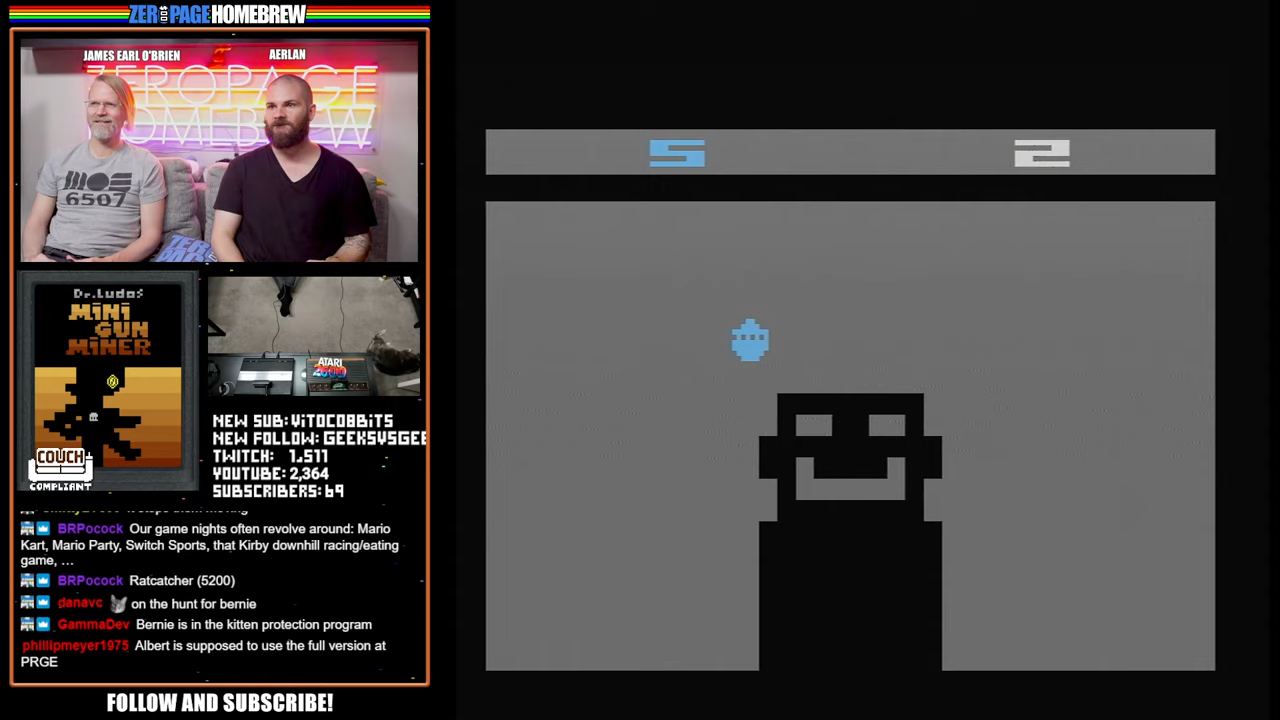 ZEROPAGE HOMEBREW
JAMES EARL O'BRIEN
AERLAN
ZEROPAGE
HOMEBREW
MOS
6507
ZERO
PAGE
5
2
Dr.Ludos
MINI
GUN
MINER
COUCH
COMPLIANT
ATARI
2600
NEW SUB: VITOCO8BITS
NEW FOLLOW: GEEKSYSGEE
TWITCH: 1,511
YOUTUBE: 2,364
SUBSCRIBERS: 69
BRPocock Our game nights often revolve around: Mario
Kart, Mario Party, Switch Sports, that Kirby downhill racing/eating
game, …
BRPocock Ratcatcher (5200)
danavc on the hunt for bernie
GammaDev Bernie is in the kitten protection program
phillipmeyer1975 Albert is supposed to use the full version at
PRGE
FOLLOW AND SUBSCRIBE!